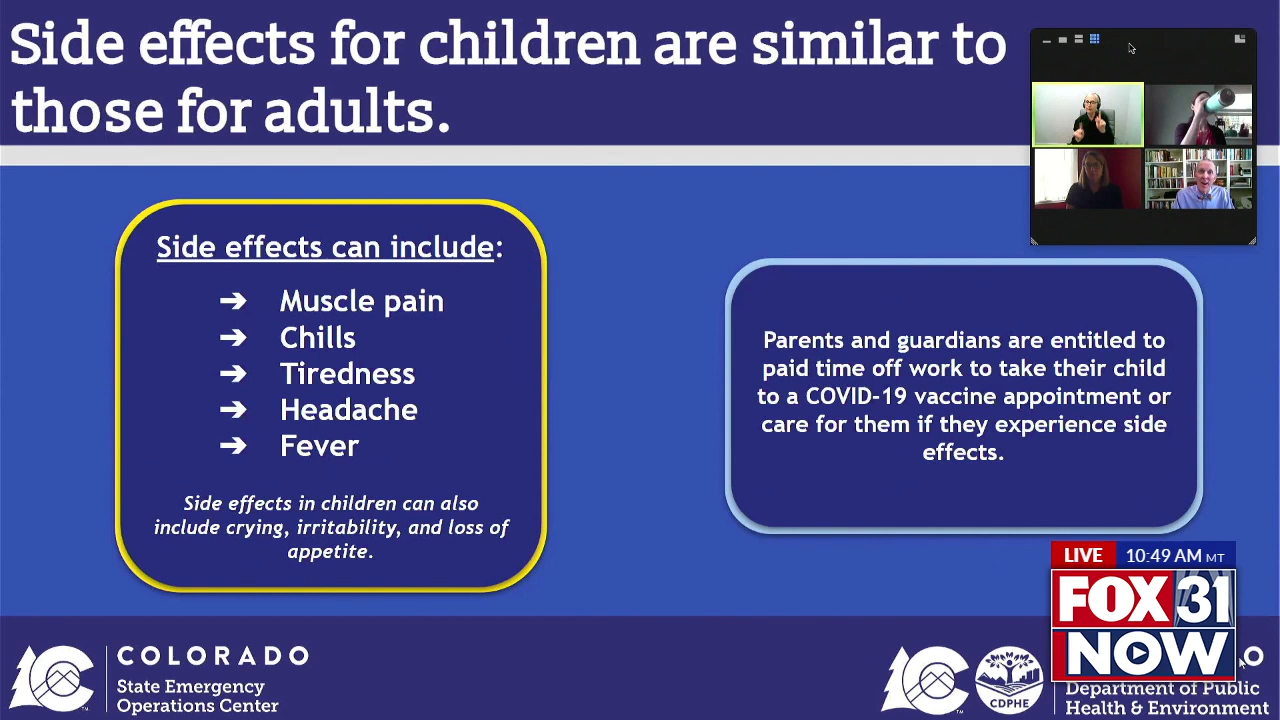 Side effects for children are similar to
those for adults.
Side effects can include:
➔ Muscle pain
➔ Chills
➔ Tiredness
➔ Headache
➔ Fever
Side effects in children can also
include crying, irritability, and loss of
appetite.
Parents and guardians are entitled to
paid time off work to take their child
to a COVID-19 vaccine appointment or
care for them if they experience side
effects.
LIVE 10:49 AM MT
FOX 31
NOW
COLORADO
State Emergency
Operations Center
TM
CDPHE
TM
O
Department of Public
Health & Environment